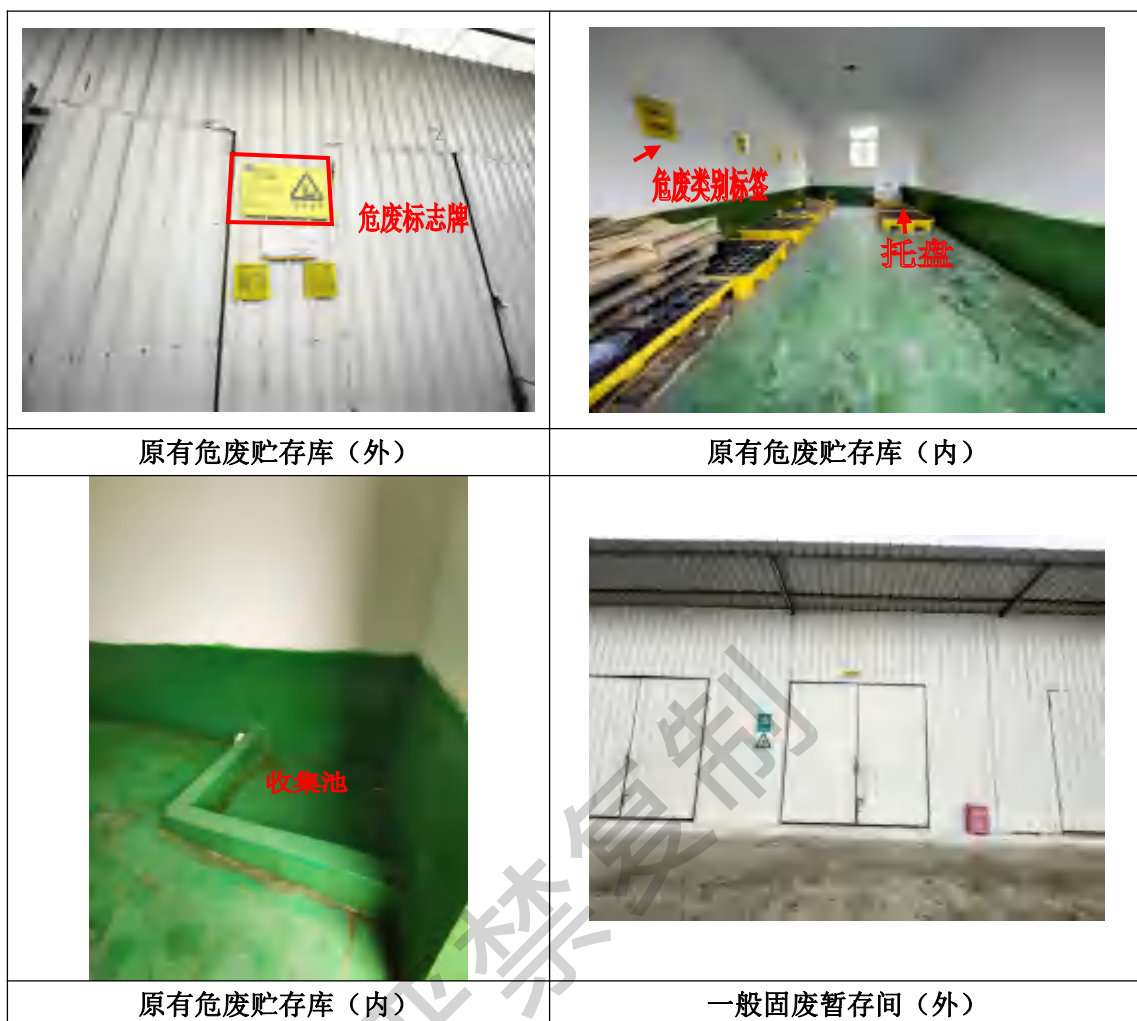 危废标志牌
危废类别标签
托盘
原有危废贮存库（外）
原有危废贮存库（内）
收集池
严禁复制
原有危废贮存库（内）
一般固废暂存间（外）